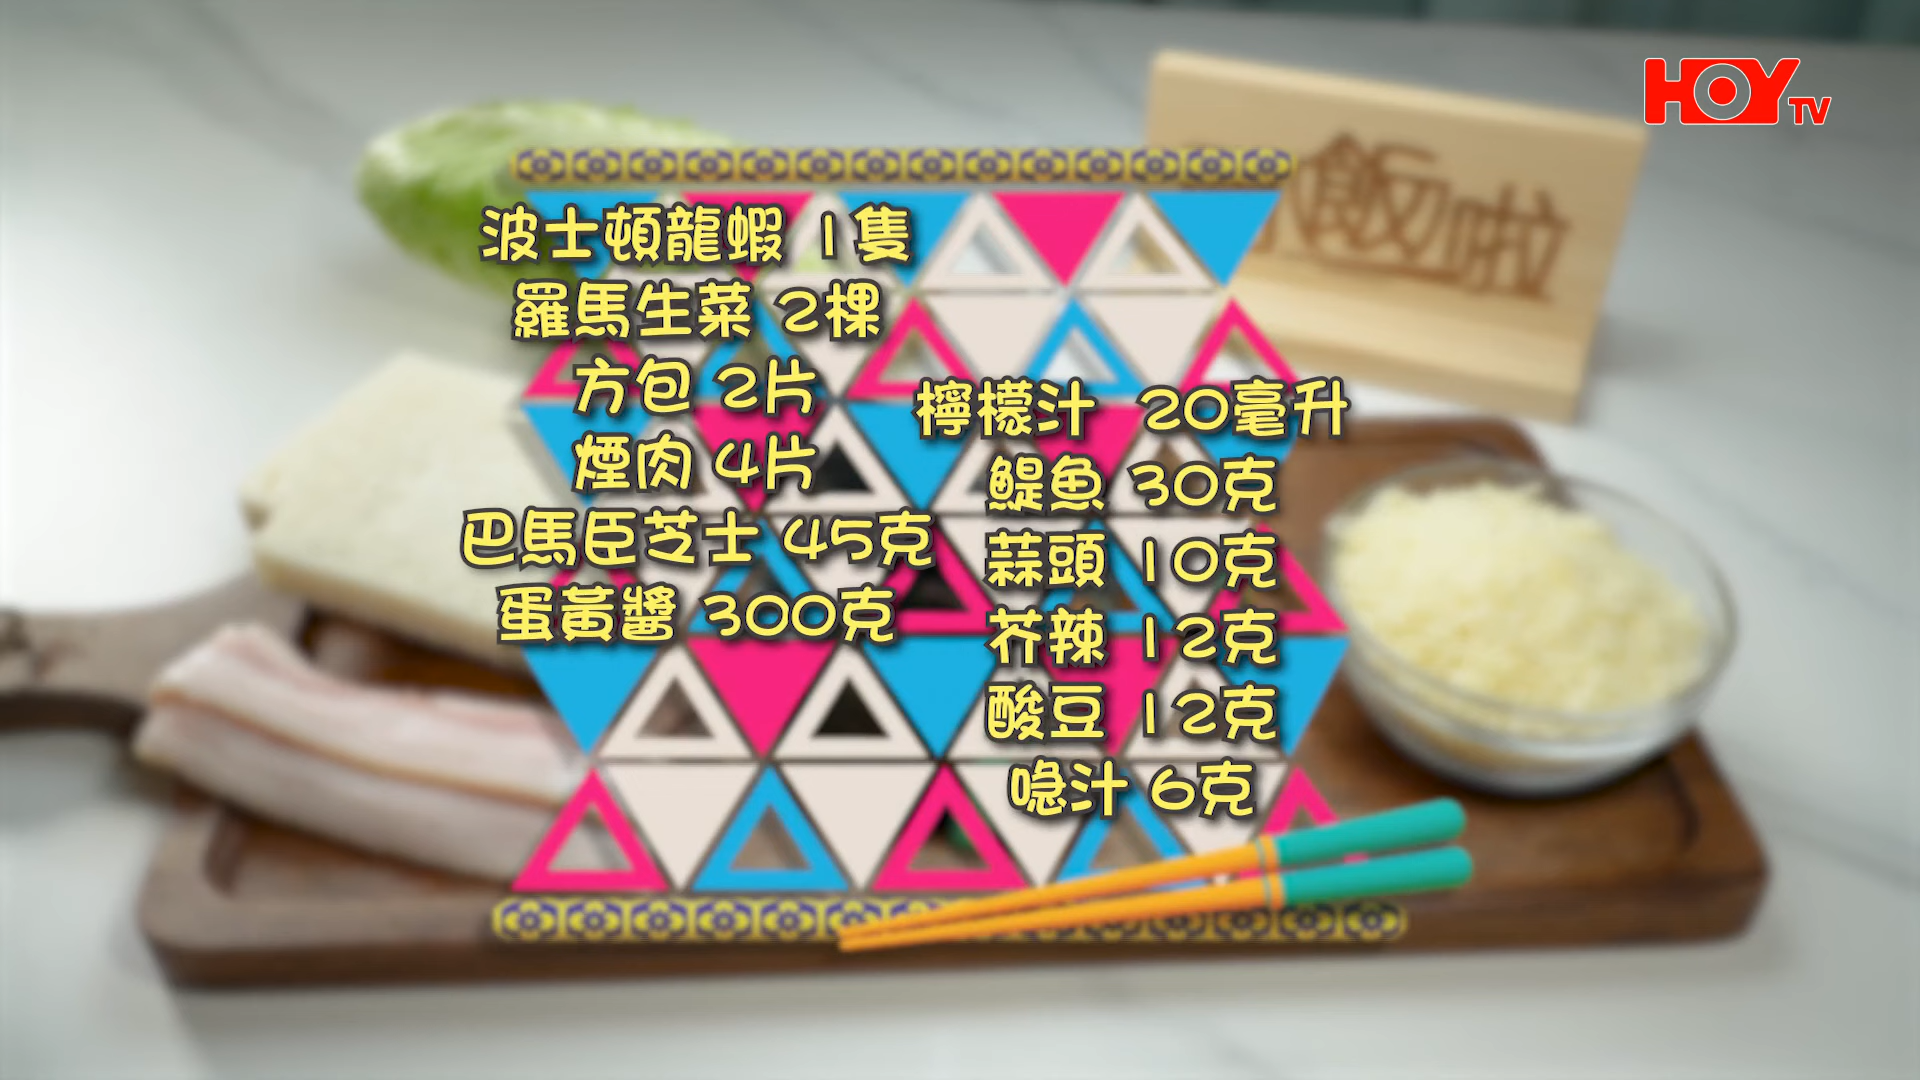 HOY TV
飯啦
波士頓龍蝦 1隻
羅馬生菜 2棵
方包 2片
煙肉 4片
巴馬臣芝士 45克
蛋黃醬 300克
檸檬汁 20毫升
鯷魚 30克
蒜頭 10克
芥辣 12克
酸豆 12克
喼汁 6克